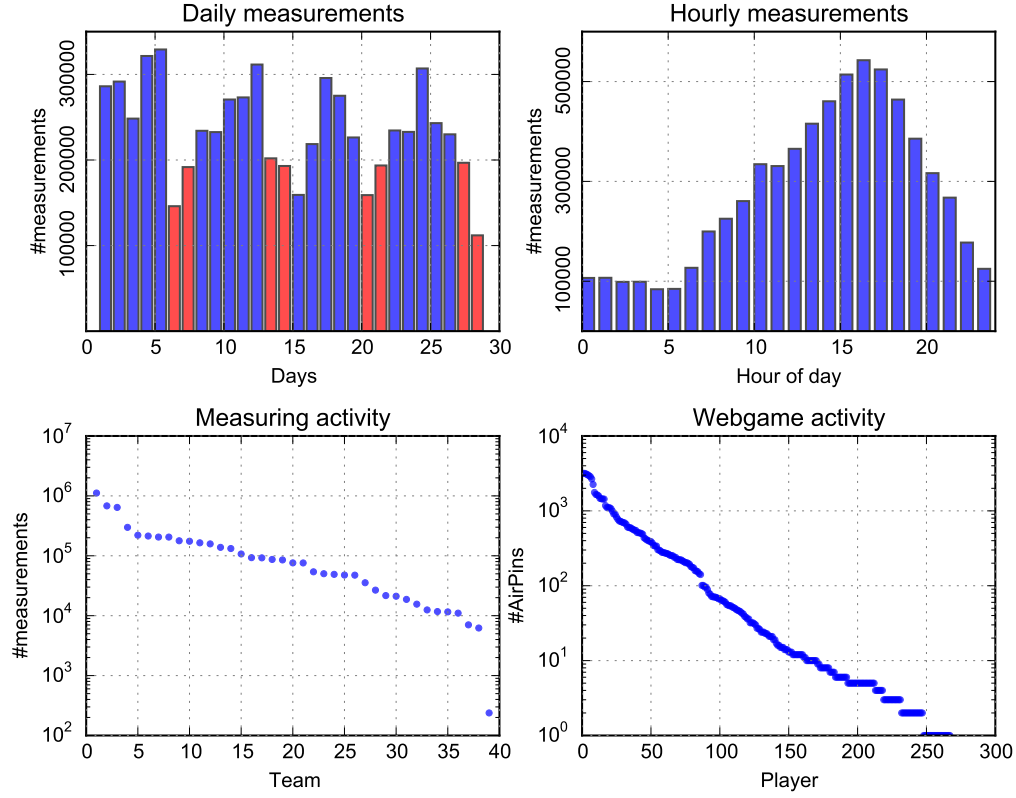 Daily measurements
#measurements
300000
200000
100000
0 5 10 15 20 25 30
Days
Hourly measurements
#measurements
500000
300000
100000
0 5 10 15 20
Hour of day
Measuring activity
#measurements
10^7
10^6
10^5
10^4
10^3
10^2
0 5 10 15 20 25 30 35 40
Team
Webgame activity
#AirPins
10^4
10^3
10^2
10^1
10^0
0 50 100 150 200 250 300
Player